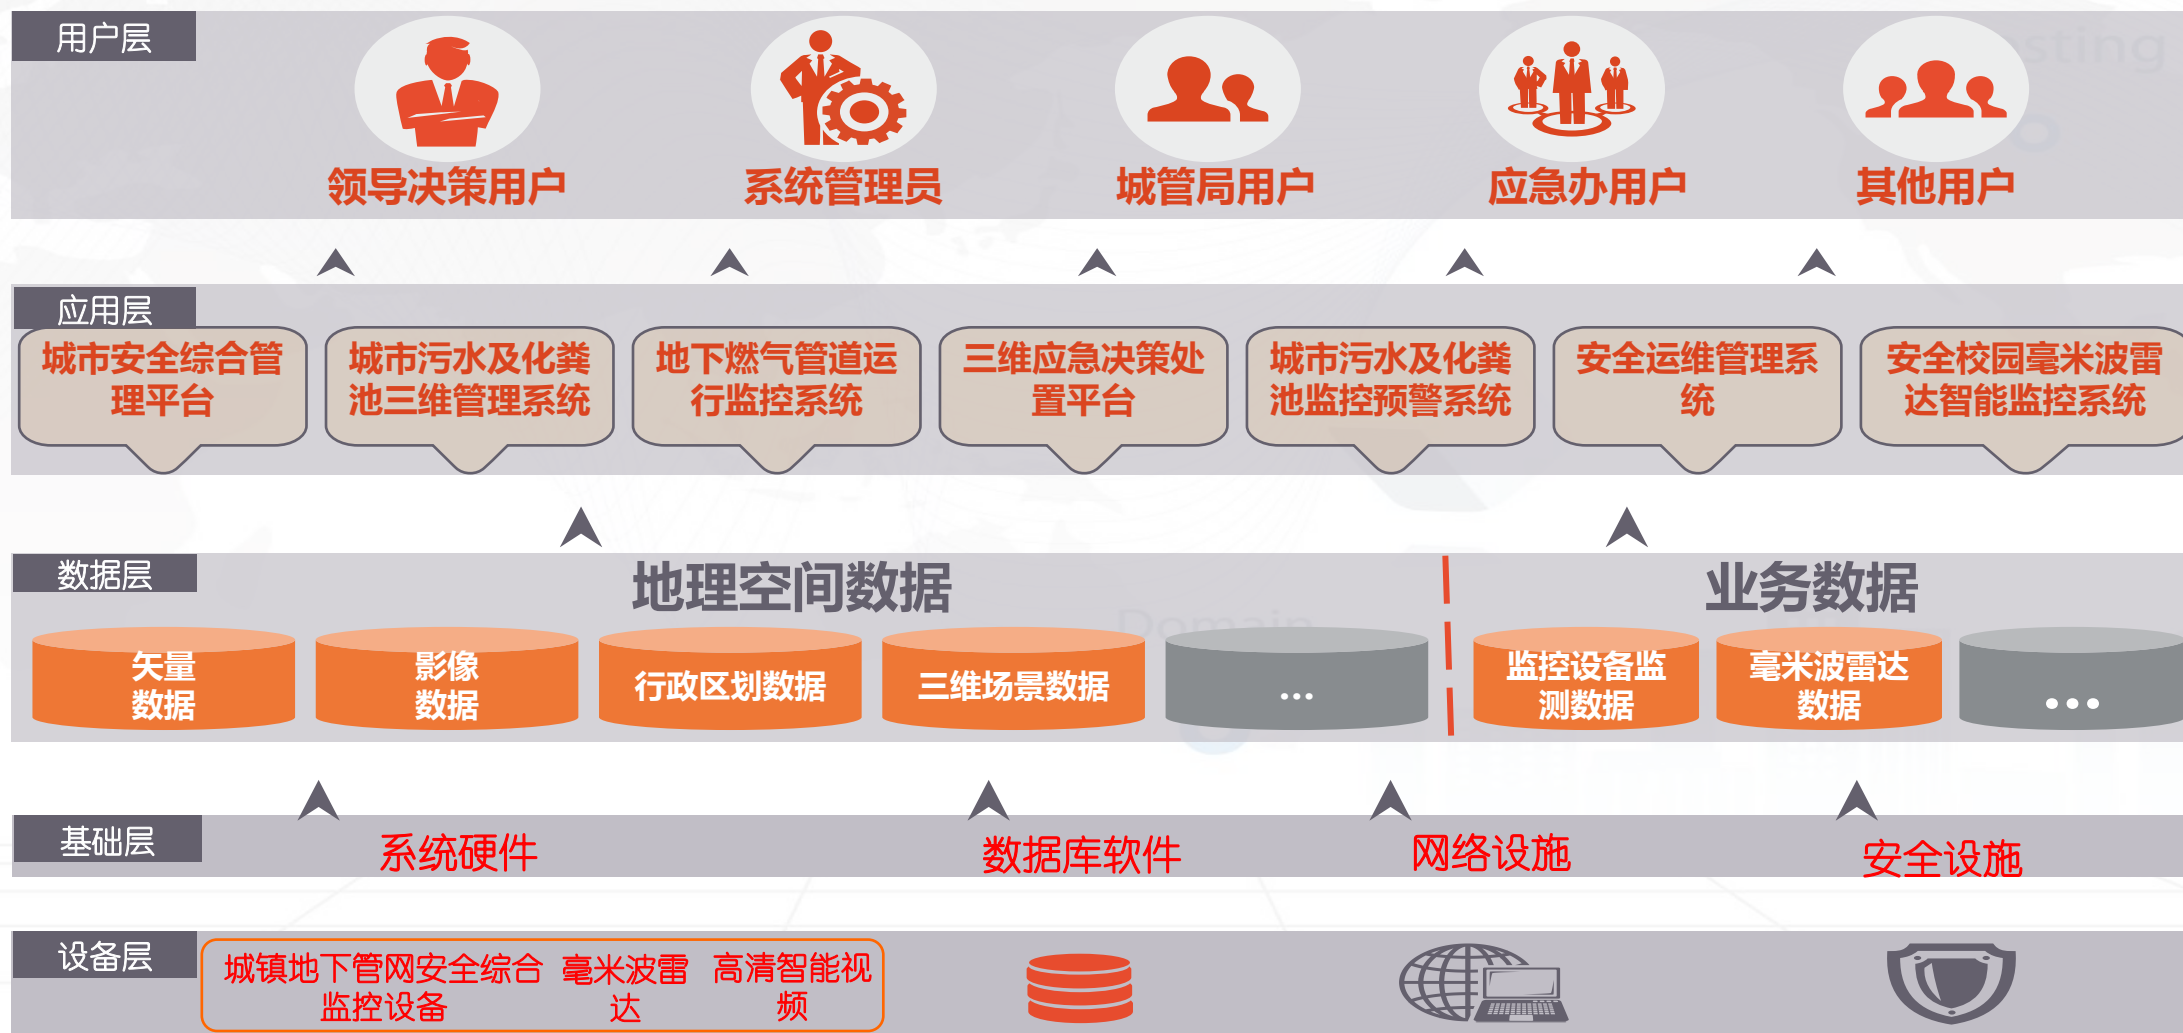 用户层
领导决策用户
系统管理员
城管局用户
应急办用户
其他用户
应用层
城市安全综合管
理平台
城市污水及化粪
池三维管理系统
地下燃气管道运
行监控系统
三维应急决策处
置平台
城市污水及化粪
池监控预警系统
安全运维管理系
统
安全校园毫米波雷
达智能监控系统
数据层
地理空间数据
业务数据
矢量
数据
影像
数据
行政区划数据
三维场景数据
...
监控设备监
测数据
毫米波雷达
数据
...
基础层
系统硬件
数据库软件
网络设施
安全设施
设备层
城镇地下管网安全综合
监控设备
毫米波雷
达
高清智能视
频
Domain